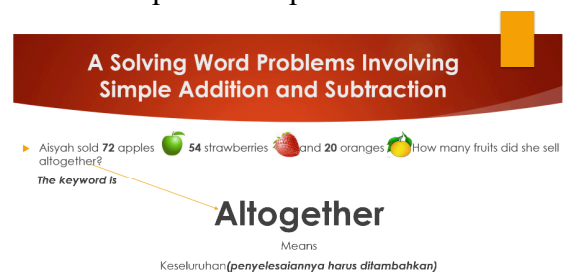 A Solving Word Problems Involving
Simple Addition and Subtraction
Aisyah sold 72 apples 54 strawberries and 20 oranges How many fruits did she sell
altogether?
The keyword Is
Altogether
Means
Keseluruhan(penyelesaiannya harus ditambahkan)